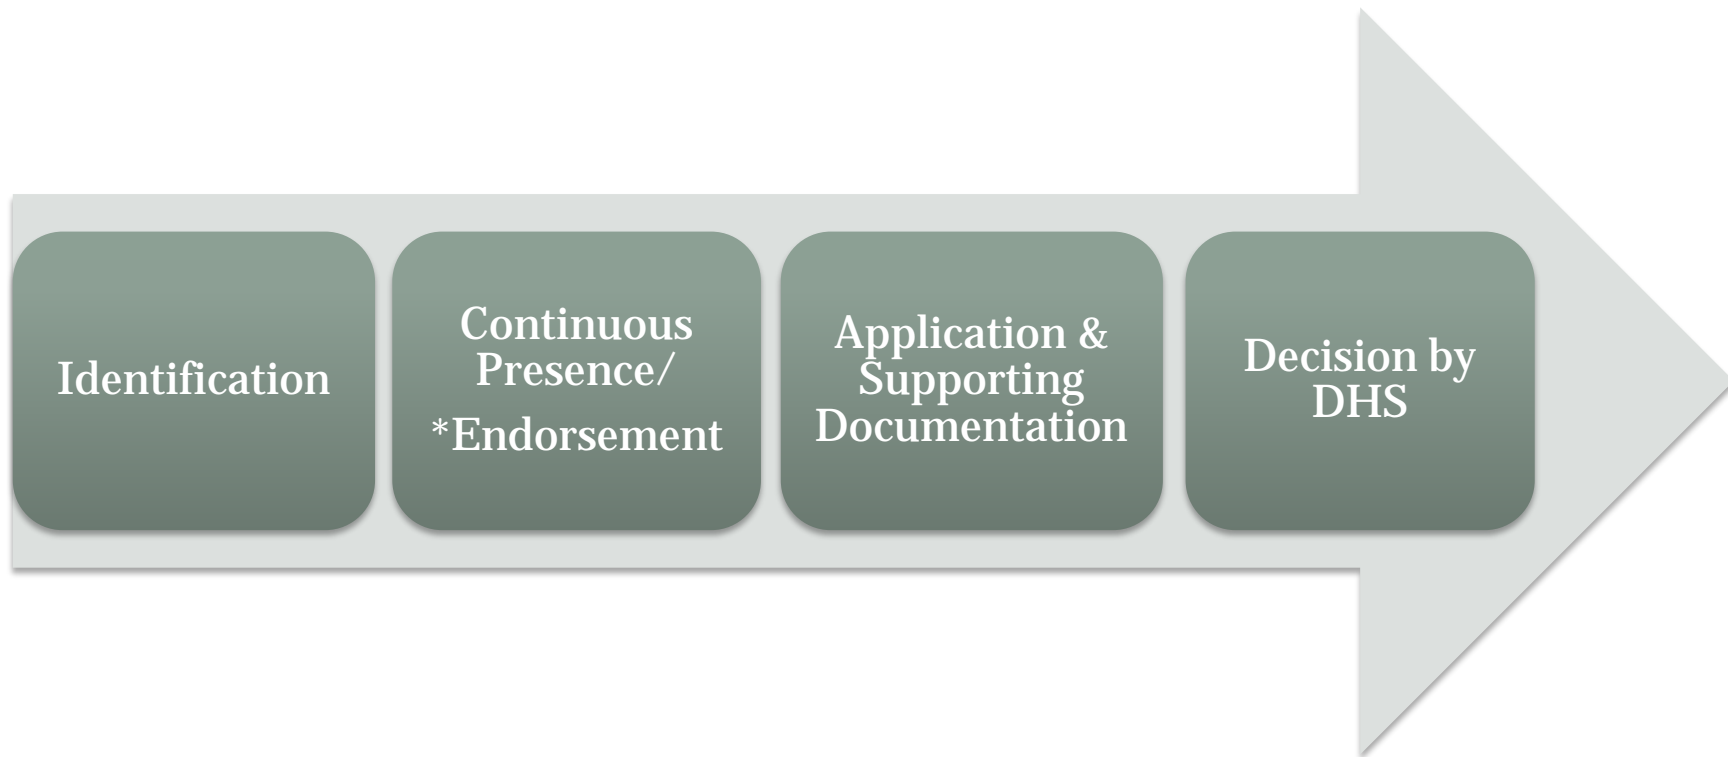 Identification
Continuous
Presence/
*Endorsement
Application &
Supporting
Documentation
Decision by
DHS